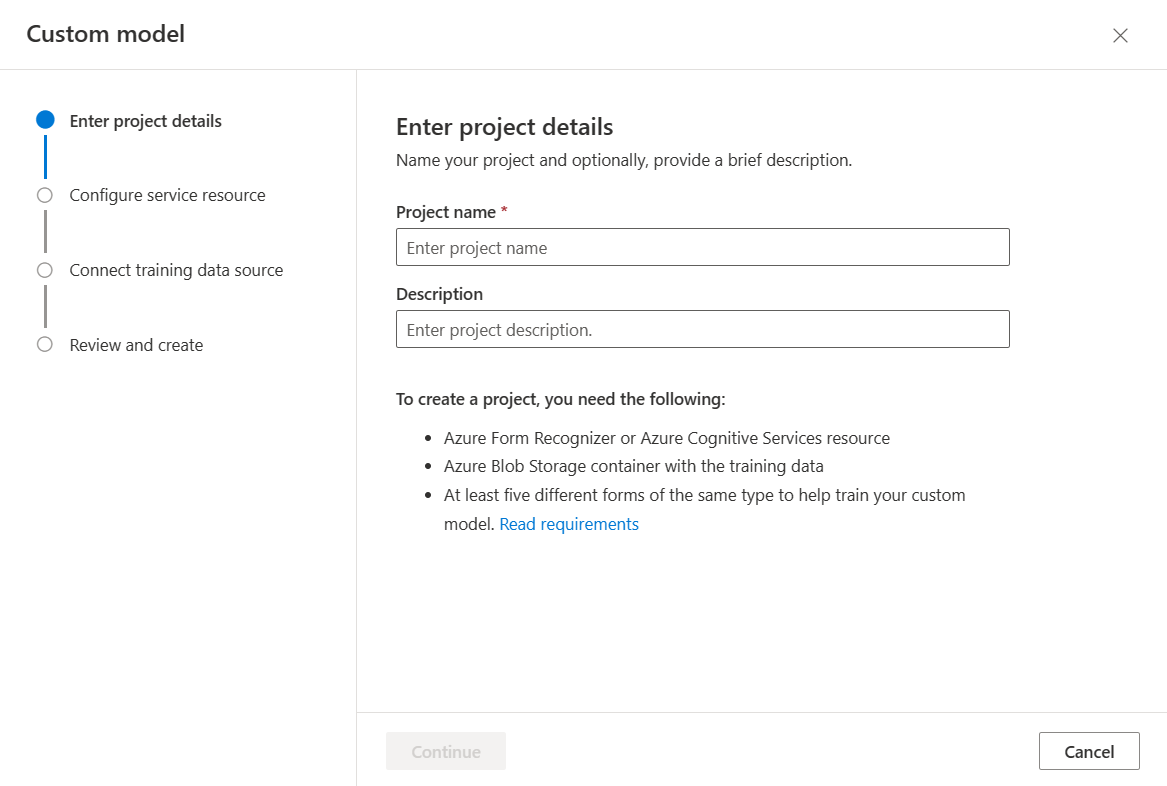 Custom model
Enter project details
Configure service resource
Connect training data source
Review and create
Enter project details
Name your project and optionally, provide a brief description.
Project name *
Enter project name
Description
Enter project description.
To create a project, you need the following:
• Azure Form Recognizer or Azure Cognitive Services resource
• Azure Blob Storage container with the training data
• At least five different forms of the same type to help train your custom
model. Read requirements
Continue
Cancel